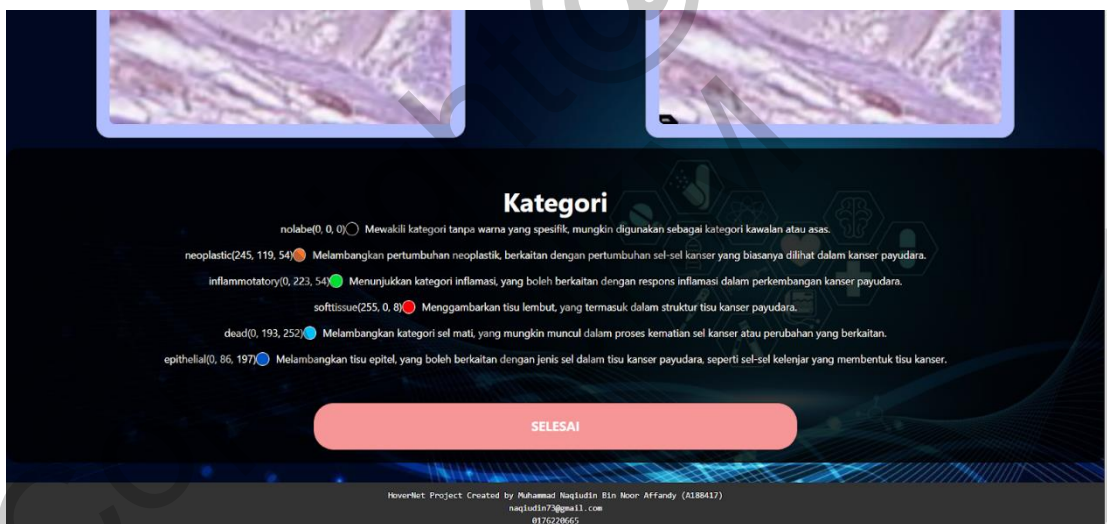 Kategori
nolabe(0, 0, 0) Mewakili kategori tanpa warna yang spesifik, mungkin digunakan sebagai kategori kawalan atau asas.
neoplastic(245, 119, 54) Melambangkan pertumbuhan neoplastik, berkaitan dengan pertumbuhan sel-sel kanser yang biasanya dilihat dalam kanser payudara.
inflammotatory(0, 223, 54) Menunjukkan kategori inflamasi, yang boleh berkaitan dengan respons inflamasi dalam perkembangan kanser payudara.
softtissue(255, 0, 8) Menggambarkan tisu lembut, yang termasuk dalam struktur tisu kanser payudara.
dead(0, 193, 252) Melambangkan kategori sel mati, yang mungkin muncul dalam proses kematian sel kanser atau perubahan yang berkaitan.
epithelial(0, 86, 197) Melambangkan tisu epitel, yang boleh berkaitan dengan jenis sel dalam tisu kanser payudara, seperti sel-sel kelenjar yang membentuk tisu kanser.
SELESAI
HoverNet Project Created by Muhammad Naqiudin Bin Noor Affandy (A188417)
naqiudin73@gmail.com
0176220665